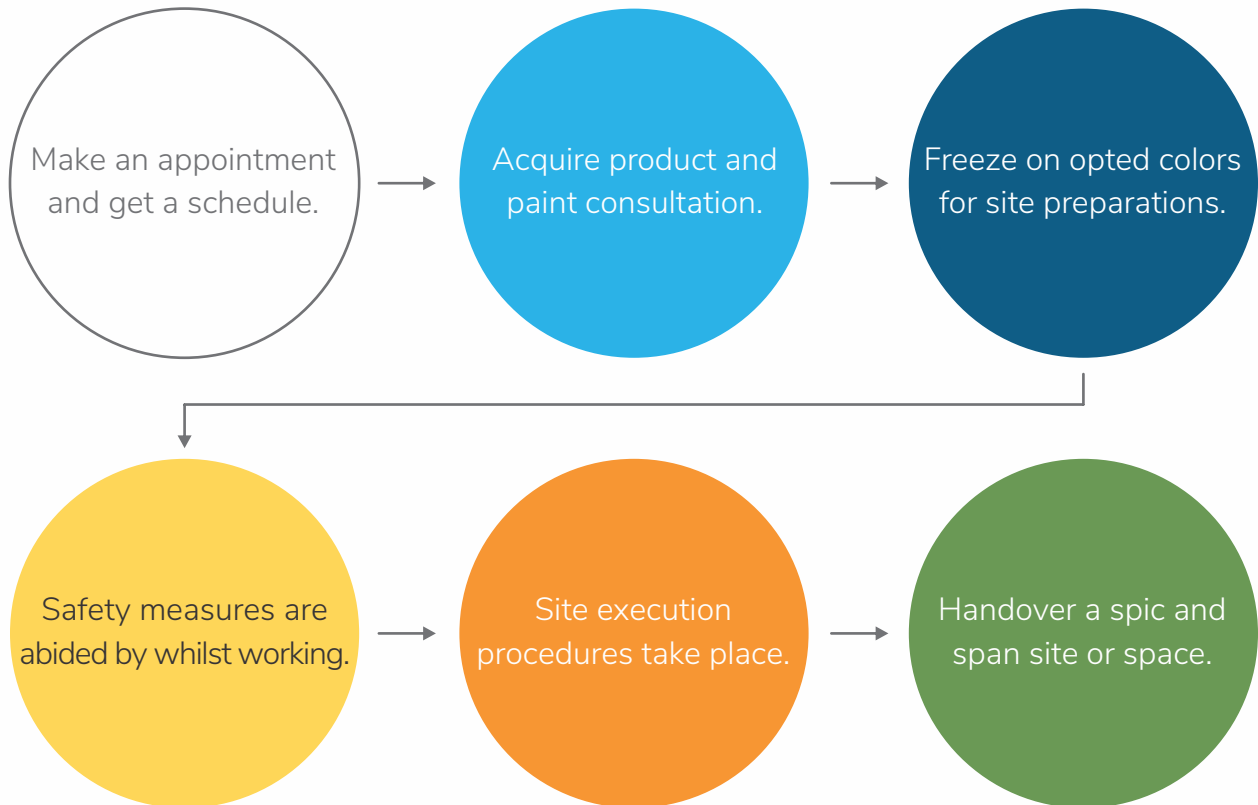 Make an appointment
and get a schedule.
Acquire product and
paint consultation.
Freeze on opted colors
for site preparations.
Safety measures are
abided by whilst working.
Site execution
procedures take place.
Handover a spic and
span site or space.